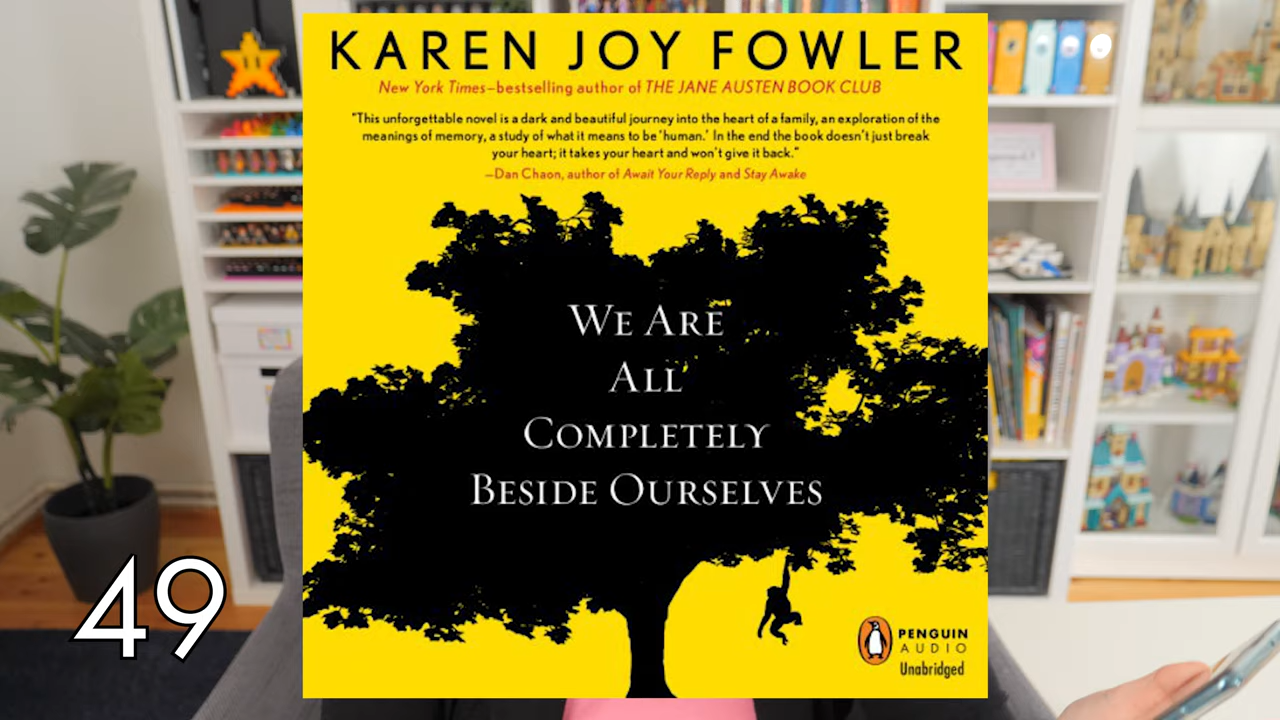 KAREN JOY FOWLER
New York Times–bestselling author of THE JANE AUSTEN BOOK CLUB
"This unforgettable novel is a dark and beautiful journey into the heart of a family, an exploration of the
meanings of memory, a study of what it means to be 'human.' In the end the book doesn't just break
your heart; it takes your heart and won't give it back."
–Dan Chaon, author of Await Your Reply and Stay Awake
WE ARE
ALL
COMPLETELY
BESIDE OURSELVES
PENGUIN
AUDIO
Unabridged
49